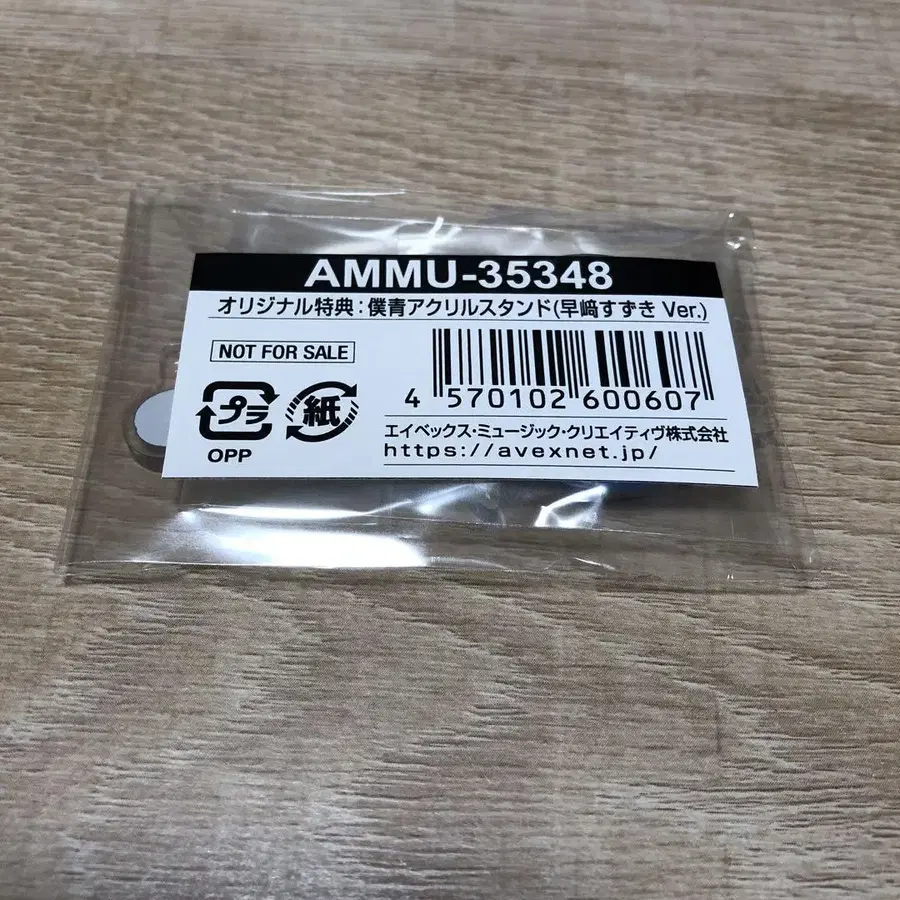 AMMU-35348
オリジナル特典:僕青アクリルスタンド(早﨑すずき Ver.)
NOT FOR SALE
プラ
紙
OPP
4 570102 600607
エイベックス・ミュージック・クリエイティヴ株式会社
https://avexnet.jp/